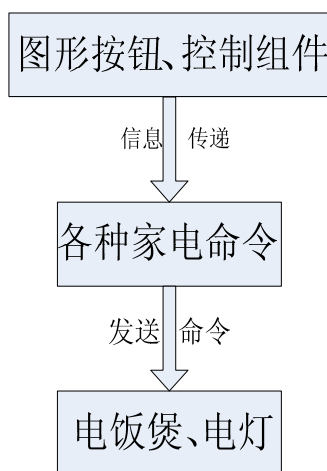 图形按钮、控制组件
信息 传递
各种家电命令
发送 命令
电饭煲、电灯